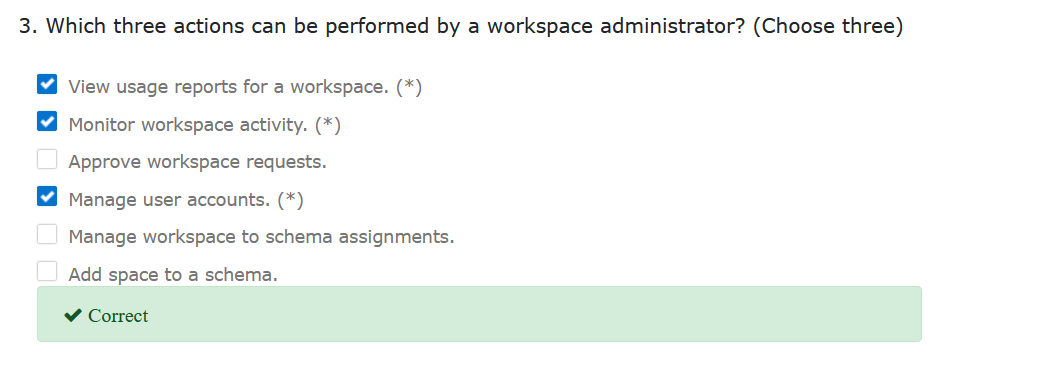 3. Which three actions can be performed by a workspace administrator? (Choose three)
View usage reports for a workspace. (*)
Monitor workspace activity. (*)
Approve workspace requests.
Manage user accounts. (*)
Manage workspace to schema assignments.
Add space to a schema.
Correct